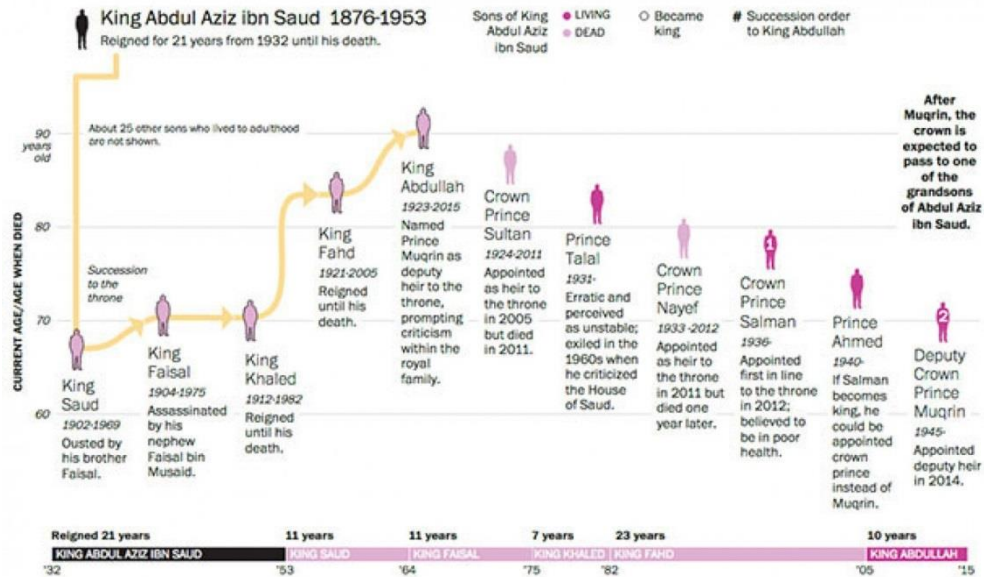 King Abdul Aziz ibn Saud 1876-1953
Reigned for 21 years from 1932 until his death.
Sons of King
Abdul Aziz
ibn Saud
LIVING
DEAD
Became
king
# Succession order
to King Abdullah
CURRENT AGE/AGE WHEN DIED
90
years
old
80
70
60
About 25 other sons who lived to adulthood
are not shown.
Succession
to the
throne
King
Saud
1902-1969
Ousted by
his brother
Faisal.
King
Faisal
1904-1975
Assassinated
by his
nephew
Faisal bin
Musaid.
King
Khaled
1912-1982
Reigned
until his
death.
King
Fahd
1921-2005
Reigned
until his
death.
King
Abdullah
1923-2015
Named
Prince
Muqrin as
deputy
heir to the
throne,
prompting
criticism
within the
royal
family.
Crown
Prince
Sultan
1924-2011
Appointed
as heir to
the throne
in 2005
but died
in 2011.
Prince
Talal
1931-
Erratic and
perceived
as unstable;
exiled in the
1960s when
he criticized
the House
of Saud.
Crown
Prince
Nayef
1933-2012
Appointed
as heir to
the throne
in 2011 but
died one
year later.
1
Crown
Prince
Salman
1936-
Appointed
first in line
to the throne
in 2012;
believed to
be in poor
health.
Prince
Ahmed
1940-
If Salman
becomes
king, he
could be
appointed
crown
prince
instead of
Muqrin.
2
Deputy
Crown
Prince
Muqrin
1945-
Appointed
deputy heir
in 2014.
After
Muqrin, the
crown is
expected to
pass to one
of the
grandsons
of Abdul Aziz
ibn Saud.
Reigned 21 years
11 years
11 years
7 years
23 years
10 years
KING ABDUL AZIZ IBN SAUD
KING SAUD
KING FAISAL
KING KHALED
KING FAHD
KING ABDULLAH
'32
'53
'64
'75
'82
'05
'15